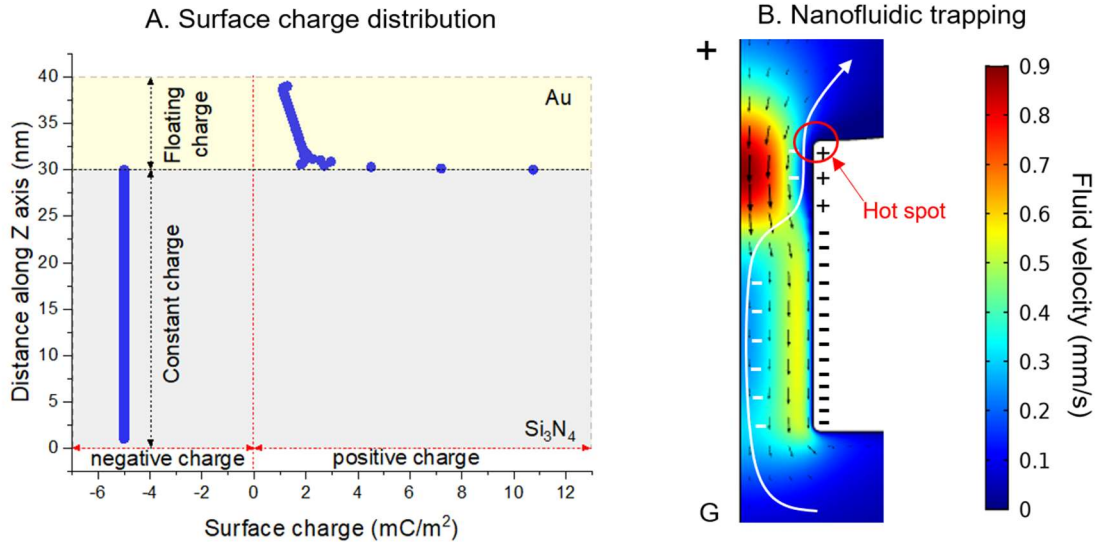 A. Surface charge distribution
Distance along Z axis (nm)
40
35
30
25
20
15
10
5
0
Floating
charge
Constant charge
Au
Si₃N₄
negative charge
positive charge
-6
-4
-2
0
2
4
6
8
10
12
Surface charge (mC/m²)
B. Nanofluidic trapping
+
G
+
+
+
Hot spot
0.9
0.8
0.7
0.6
0.5
0.4
0.3
0.2
0.1
0
Fluid velocity (mm/s)